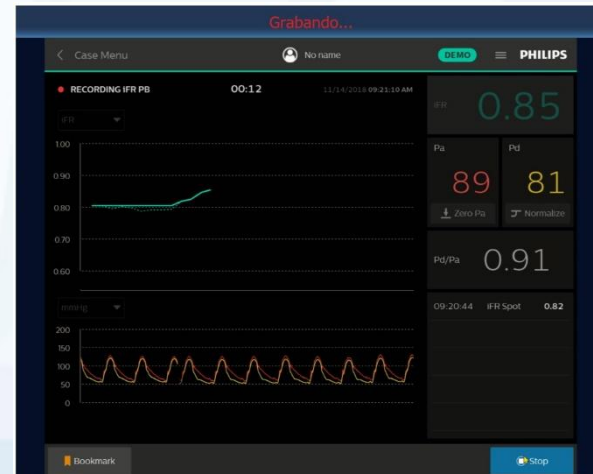 Grabando...
Case Menu
No name
DEMO
PHILIPS
RECORDING IFR PB
00:12
11/14/2018 09:21:10 AM
iFR
1.00
0.90
0.80
0.70
0.60
iFR
0.85
Pa
89
Zero Pa
Pd
81
Normalize
Pd/Pa
0.91
09:20:44 iFR Spot 0.82
mmHg
200
150
100
50
0
Bookmark
Stop